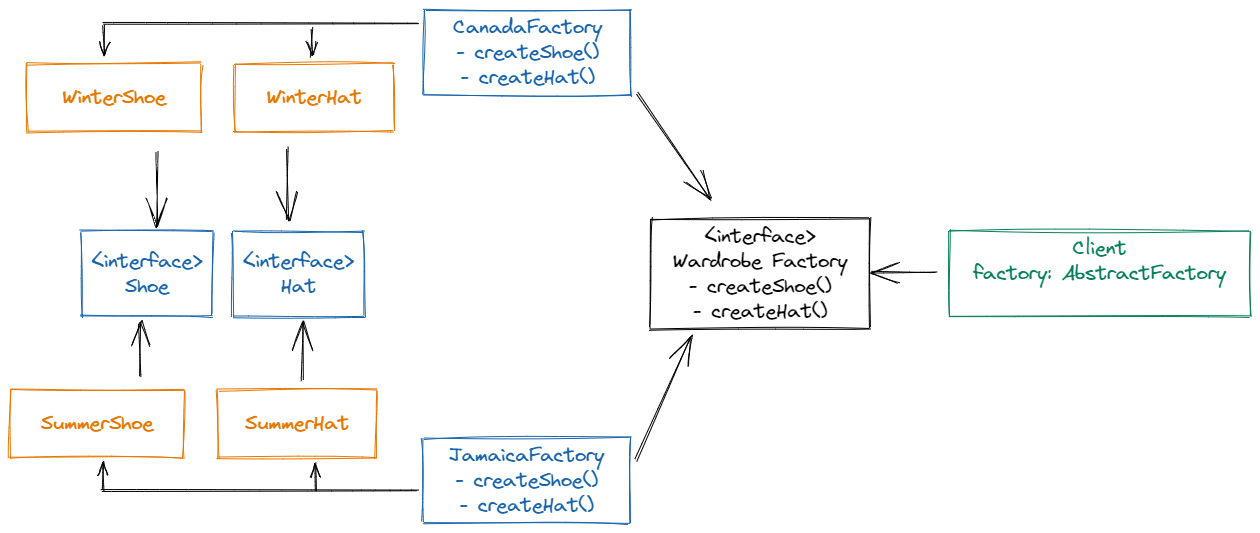 CanadaFactory
- createShoe()
- createHat()
WinterShoe
WinterHat
<interface>
Shoe
<interface>
Hat
<interface>
Wardrobe Factory
- createShoe()
- createHat()
Client
factory: AbstractFactory
SummerShoe
SummerHat
JamaicaFactory
- createShoe()
- createHat()